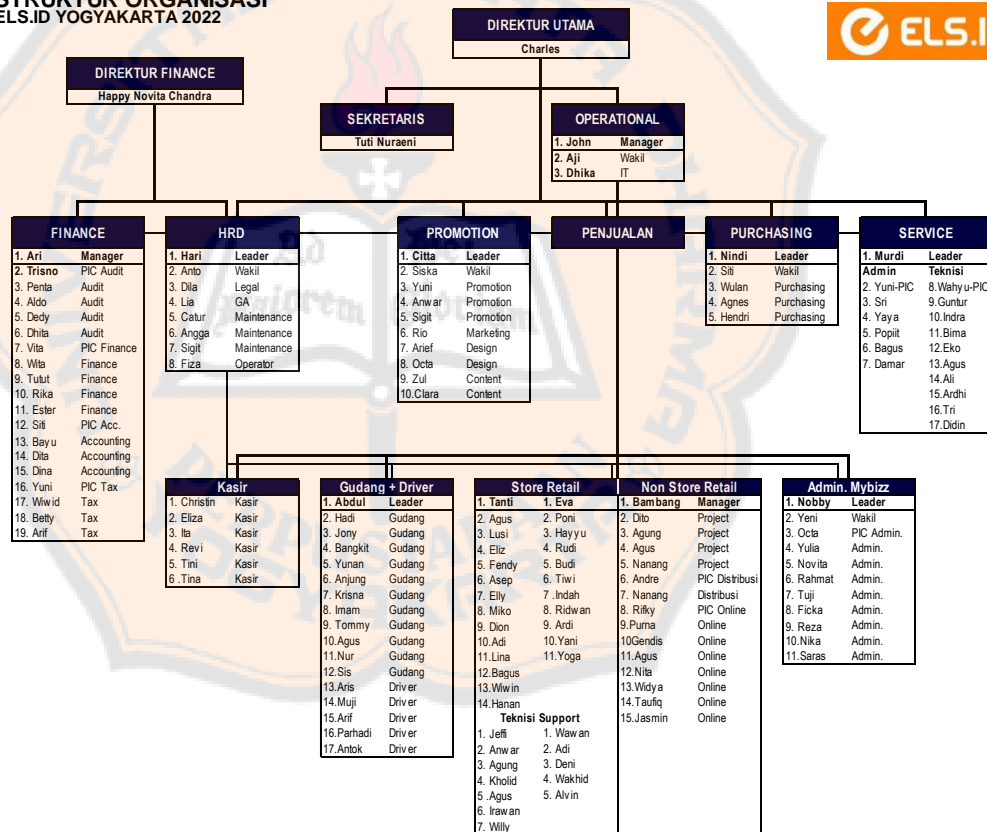 STRUKTUR ORGANISASI
ELS.ID YOGYAKARTA 2022
ELS.I
DIREKTUR UTAMA
Charles
DIREKTUR FINANCE
Happy Novita Chandra
SEKRETARIS
Tuti Nuraeni
OPERATIONAL
1. John Manager
2. Aji Wakil
3. Dhika IT
FINANCE
1. Ari Manager
2. Trisno PIC Audit
3. Penta Audit
4. Aldo Audit
5. Dedy Audit
6. Dhita Audit
7. Vita PIC Finance
8. Wita Finance
9. Tutut Finance
10. Rika Finance
11. Ester Finance
12. Siti PIC Acc.
13. Bayu Accounting
14. Dita Accounting
15. Dina Accounting
16. Yuni PIC Tax
17. Wiwid Tax
18. Betty Tax
19. Arif Tax
HRD
1. Hari Leader
2. Anto Wakil
3. Dila Legal
4. Lia GA
5. Catur Maintenance
6. Angga Maintenance
7. Sigit Maintenance
8. Fiza Operator
PROMOTION
1. Citta Leader
2. Siska Wakil
3. Yuni Promotion
4. Anwar Promotion
5. Sigit Promotion
6. Rio Marketing
7. Arief Design
8. Octa Design
9. Zul Content
10.Clara Content
PENJUALAN
PURCHASING
1. Nindi Leader
2. Siti Wakil
3. Wulan Purchasing
4. Agnes Purchasing
5. Hendri Purchasing
SERVICE
1. Murdi Leader
Admin Teknisi
2. Yuni-PIC 8.Wahyu-PIC
3. Sri 9.Guntur
4. Yaya 10.Indra
5. Popiit 11.Bima
6. Bagus 12.Eko
7. Damar 13.Agus
14.Ali
15.Ardhi
16.Tri
17.Didin
Kasir
1. Christin Kasir
2. Eliza Kasir
3. Ita Kasir
4. Revi Kasir
5. Tini Kasir
6 .Tina Kasir
Gudang + Driver
1. Abdul Leader
2. Hadi Gudang
3. Jony Gudang
4. Bangkit Gudang
5. Yunan Gudang
6. Anjung Gudang
7. Krisna Gudang
8. Imam Gudang
9. Tommy Gudang
10.Agus Gudang
11.Nur Gudang
12.Sis Gudang
13.Aris Driver
14.Muji Driver
15.Arif Driver
16.Parhadi Driver
17.Antok Driver
Store Retail
1. Tanti 1. Eva
2. Agus 2. Poni
3. Lusi 3. Hayyu
4. Eliz 4. Rudi
5. Fendy 5. Budi
6. Asep 6. Tiwi
7. Elly 7 .Indah
8. Miko 8. Ridwan
9. Dion 9. Ardi
10.Adi 10.Yani
11.Lina 11.Yoga
12.Bagus
13.Wiwin
14.Hanan
Teknisi Support
1. Jeffi 1. Wawan
2. Anwar 2. Adi
3. Agung 3. Deni
4. Kholid 4. Wakhid
5 .Agus 5. Alvin
6. Irawan
7. Willy
Non Store Retail
1. Bambang Manager
2. Dito Project
3. Agung Project
4. Agus Project
5. Nanang Project
6. Andre PIC Distribusi
7. Nanang Distribusi
8. Rifky PIC Online
9.Purna Online
10Gendis Online
11.Agus Online
12.Nita Online
13.Widya Online
14.Taufiq Online
15.Jasmin Online
Admin. Mybizz
1. Nobby Leader
2. Yeni Wakil
3. Octa PIC Admin.
4. Yulia Admin.
5. Novita Admin.
6. Rahmat Admin.
7. Tuji Admin.
8. Ficka Admin.
9. Reza Admin.
10.Nika Admin.
11.Saras Admin.